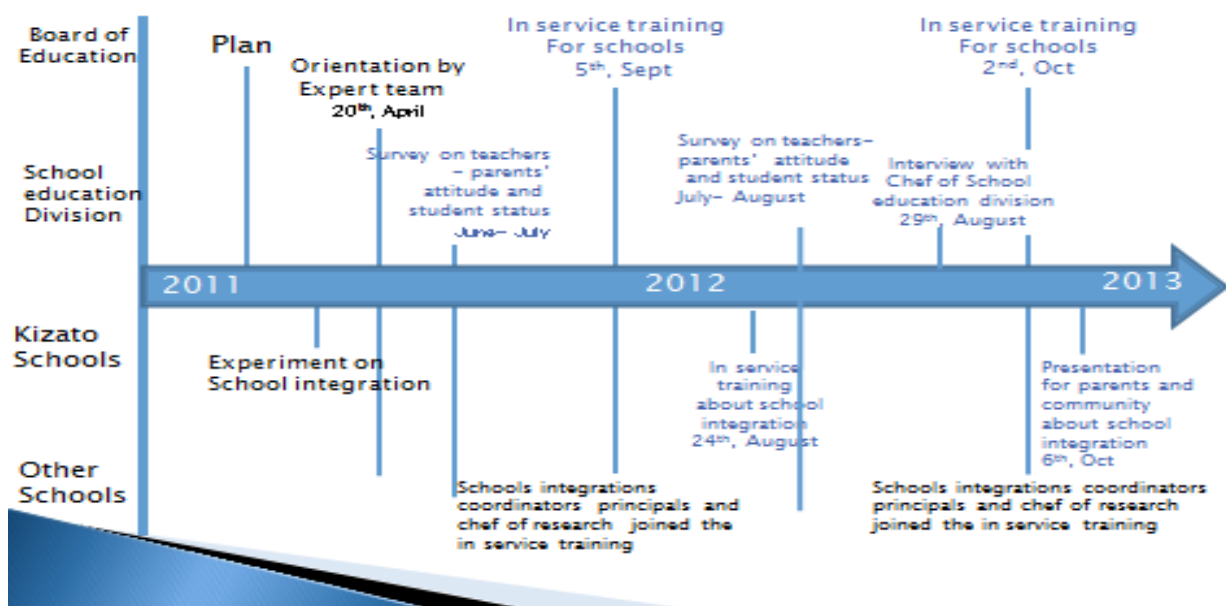 Board of
Education
Plan
Orientation by
Expert team
20th, April
In service training
For schools
5th, Sept
In service training
For schools
2nd, Oct
School
education
Division
Survey on teachers
- parents'
attitude and
student status
June- July
Survey on teachers-
parents' attitude
and student status
July- August
Interview with
Chef of School
education division
29th, August
2011
2012
2013
Kizato
Schools
Experiment on
School integration
In service
training
about school
integration
24th, August
Presentation
for parents and
community
about school
integration
6th, Oct
Other
Schools
Schools integrations
coordinators principals and
chef of research joined the
in service training
Schools integrations coordinators
principals and chef of research
joined the in service training